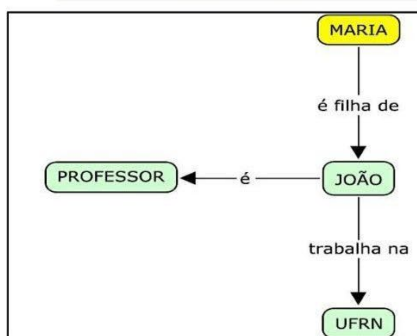 MARIA
é filha de
PROFESSOR é JOÃO
trabalha na
UFRN